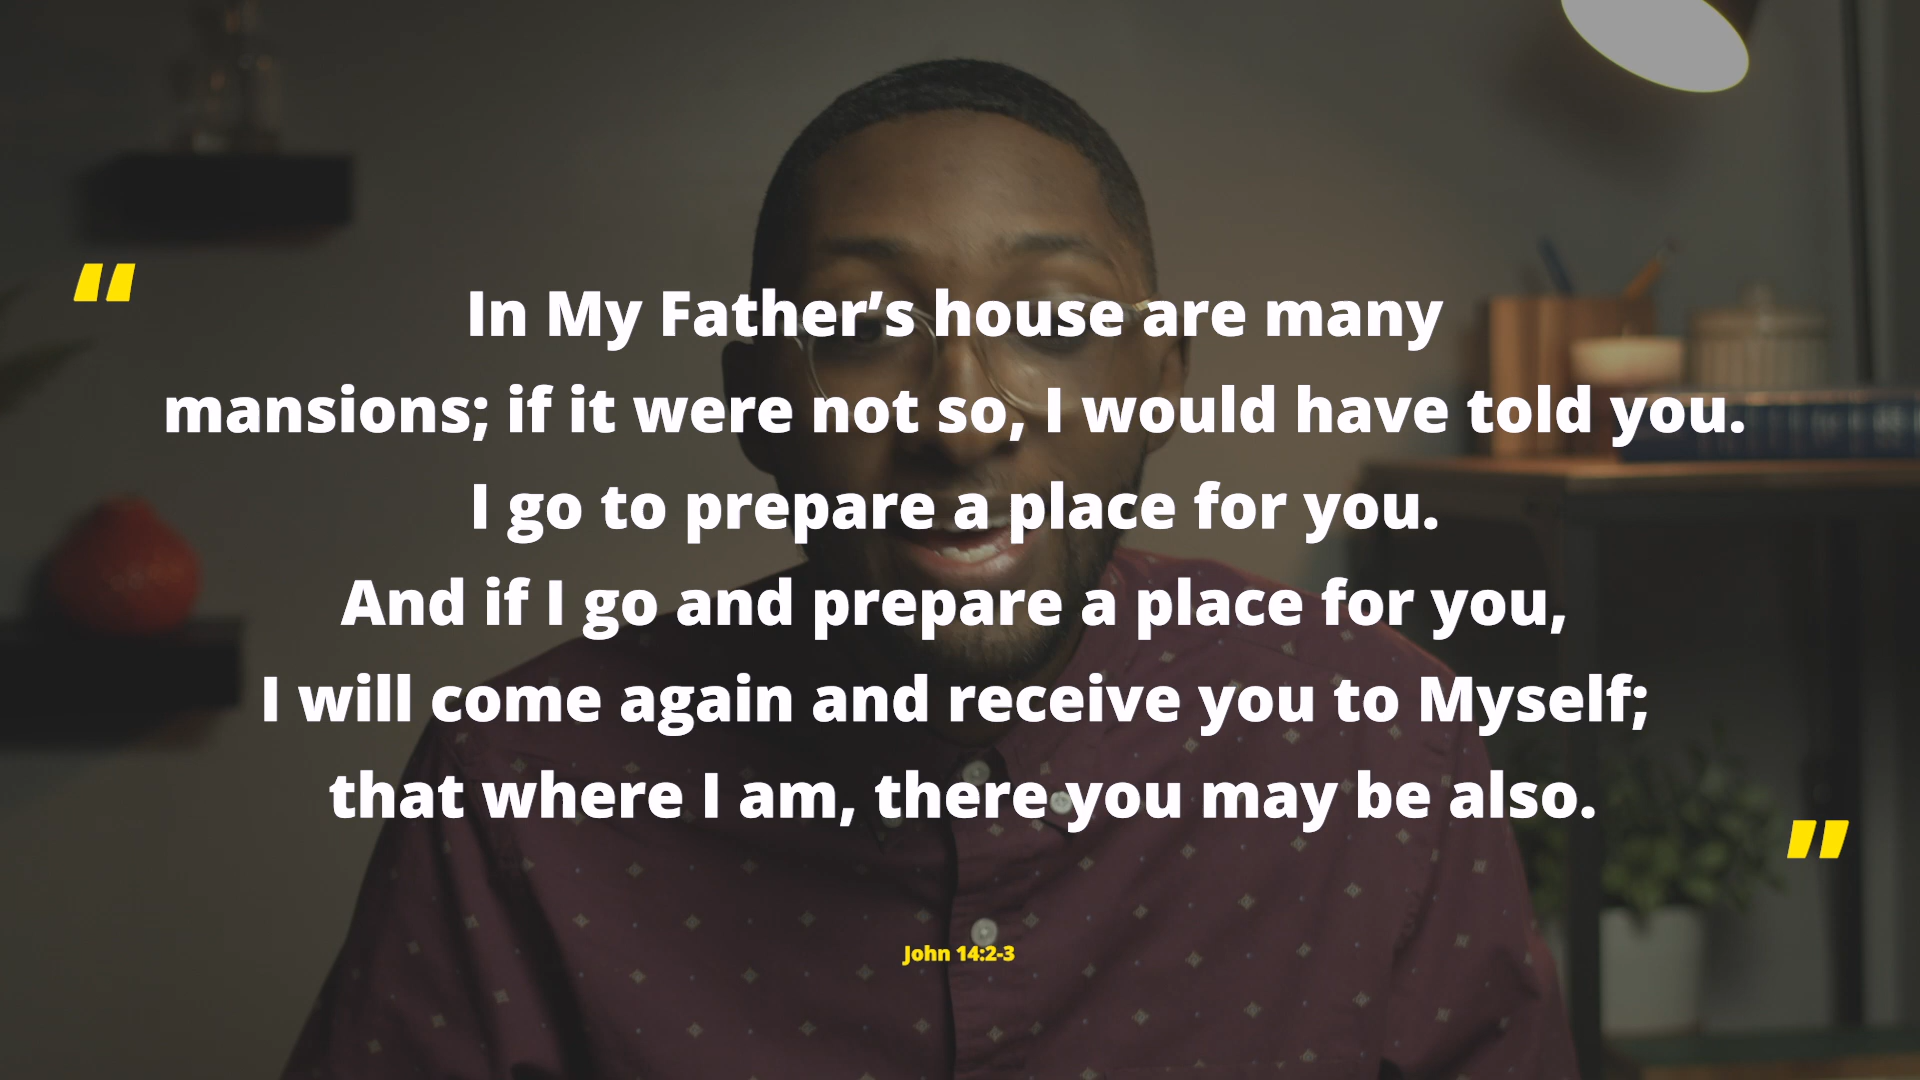 “
In My Father’s house are many
mansions; if it were not so, I would have told you.
I go to prepare a place for you.
And if I go and prepare a place for you,
I will come again and receive you to Myself;
that where I am, there you may be also.
”
John 14:2-3